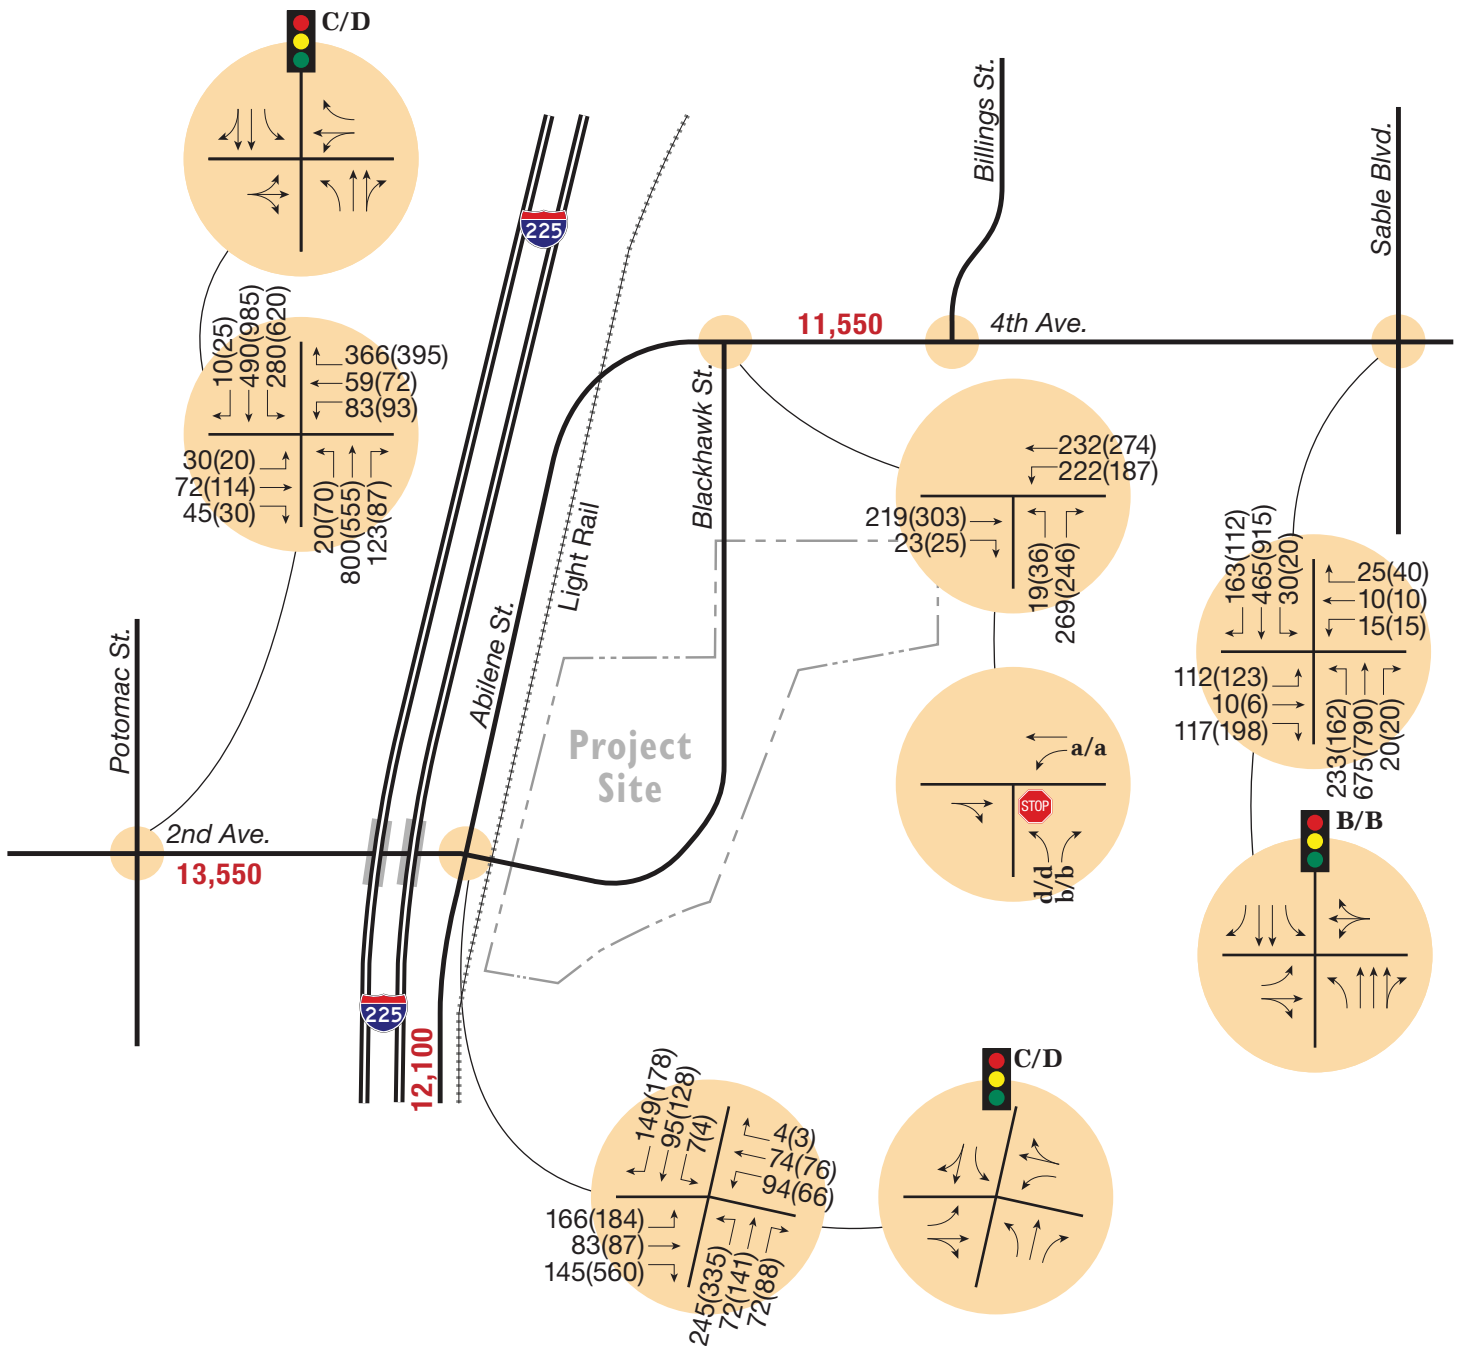 C/D
10(25)
490(985)
280(620)
366(395)
59(72)
83(93)
30(20)
72(114)
45(30)
20(70)
800(555)
123(87)
225
Billings St.
Sable Blvd.
11,550
4th Ave.
Blackhawk St.
Light Rail
Abilene St.
Potomac St.
2nd Ave.
13,550
Project
Site
232(274)
222(187)
219(303)
23(25)
19(36)
269(246)
a/a
STOP
d/d
b/b
163(112)
465(915)
30(20)
25(40)
10(10)
15(15)
112(123)
10(6)
117(198)
233(162)
675(790)
20(20)
B/B
225
12,100
149(178)
95(128)
7(4)
4(3)
74(76)
94(66)
166(184)
83(87)
145(560)
245(335)
72(141)
72(88)
C/D